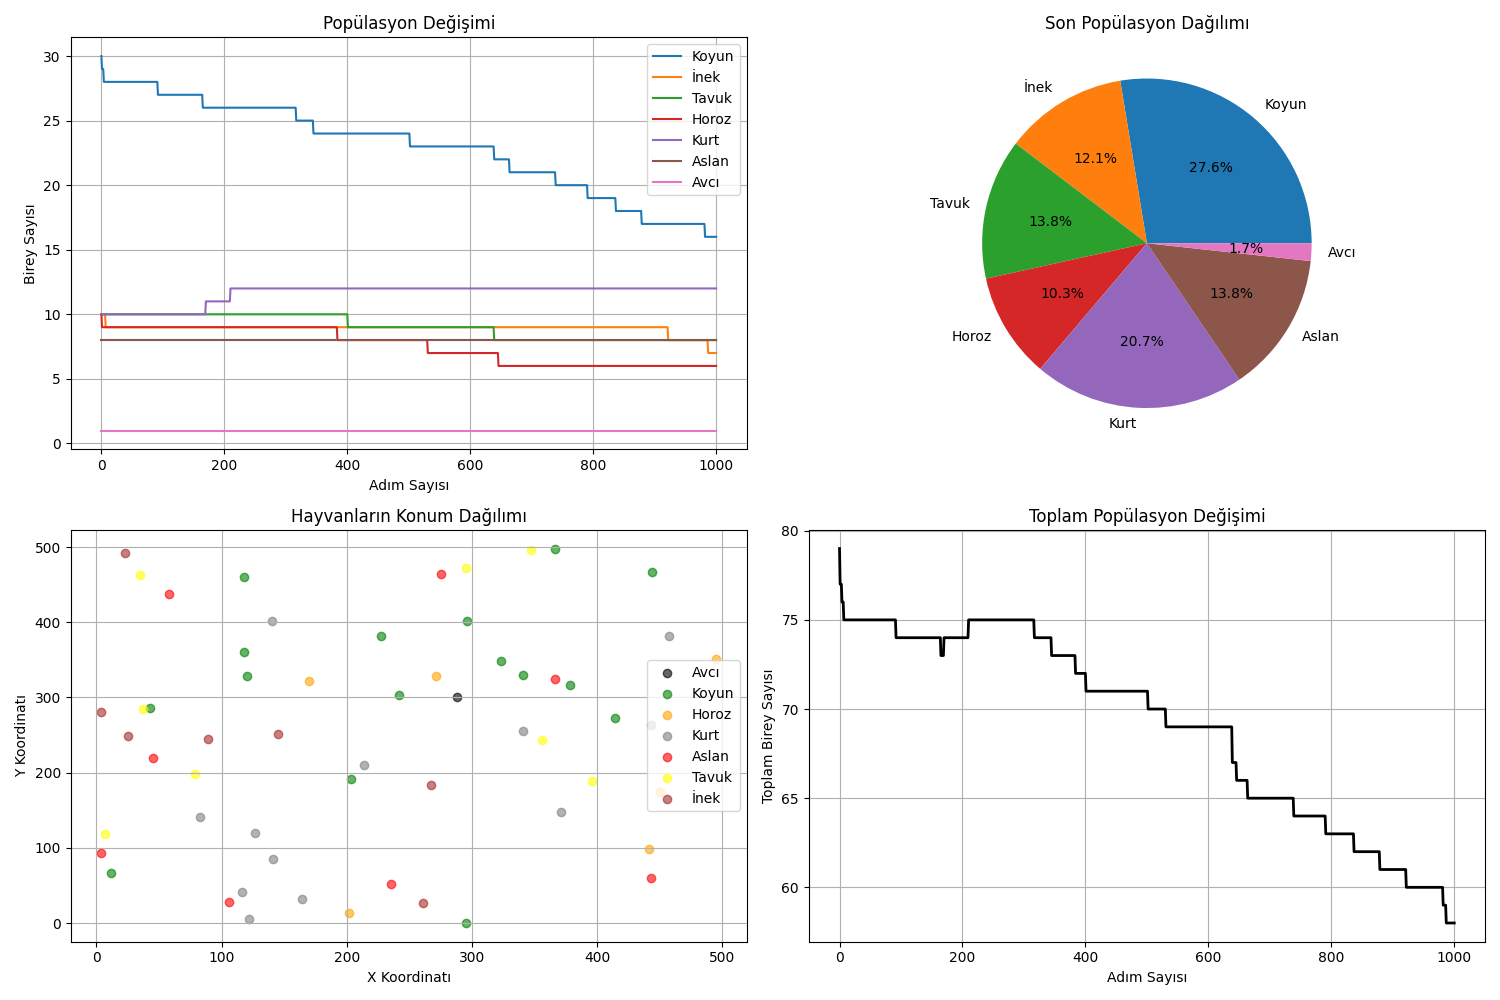 Popülasyon Değişimi
Birey Sayısı
30
25
20
15
10
5
0
0 200 400 600 800 1000
Adım Sayısı
Koyun
İnek
Tavuk
Horoz
Kurt
Aslan
Avcı
Son Popülasyon Dağılımı
İnek
Koyun
12.1%
27.6%
Tavuk
13.8%
1.7%
Avcı
10.3%
13.8%
Horoz
Aslan
20.7%
Kurt
Hayvanların Konum Dağılımı
Y Koordinatı
500
400
300
200
100
0
0 100 200 300 400 500
X Koordinatı
Avcı
Koyun
Horoz
Kurt
Aslan
Tavuk
İnek
Toplam Popülasyon Değişimi
Toplam Birey Sayısı
80
75
70
65
60
0 200 400 600 800 1000
Adım Sayısı